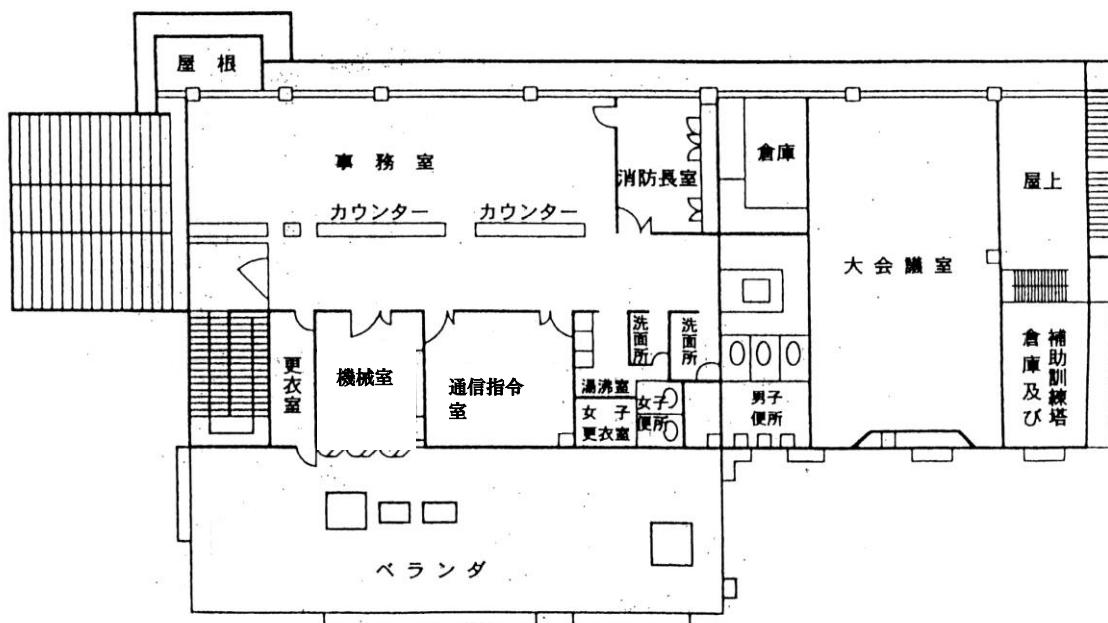 屋根
事務室
カウンター
カウンター
消防長室
倉庫
屋上
大会議室
洗面所
洗面所
更衣室
機械室
通信指令
室
湯沸室
女子
更衣室
女子
便所
男子
便所
補助訓練塔
倉庫及び
ベランダ